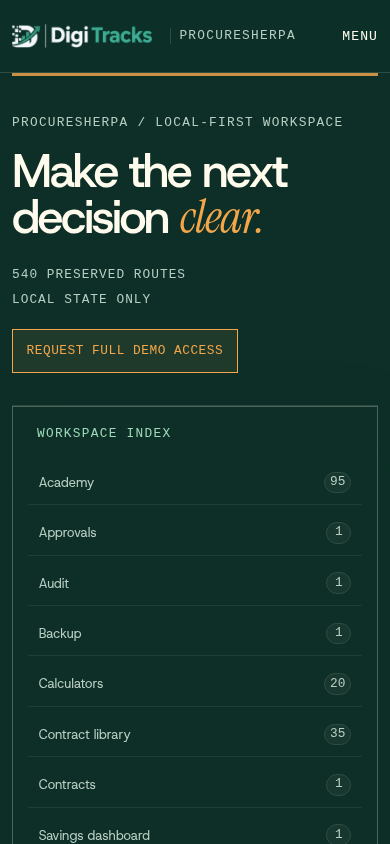 DigiTracks PROCURESHERPA MENU
PROCURESHERPA / LOCAL-FIRST WORKSPACE
Make the next
decision clear.
540 PRESERVED ROUTES
LOCAL STATE ONLY
REQUEST FULL DEMO ACCESS
WORKSPACE INDEX
Academy 95
Approvals 1
Audit 1
Backup 1
Calculators 20
Contract library 35
Contracts 1
Savings dashboard 1